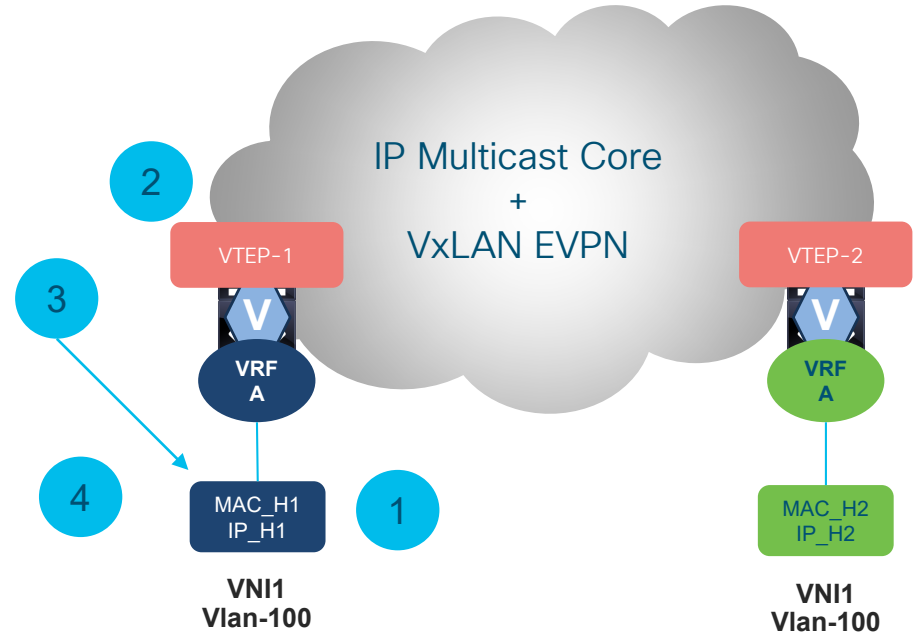 IP Multicast Core
+
VxLAN EVPN
2
VTEP-1
VTEP-2
3
V
V
VRF
A
VRF
A
4
MAC_H1
IP_H1
1
MAC_H2
IP_H2
VNI1
Vlan-100
VNI1
Vlan-100